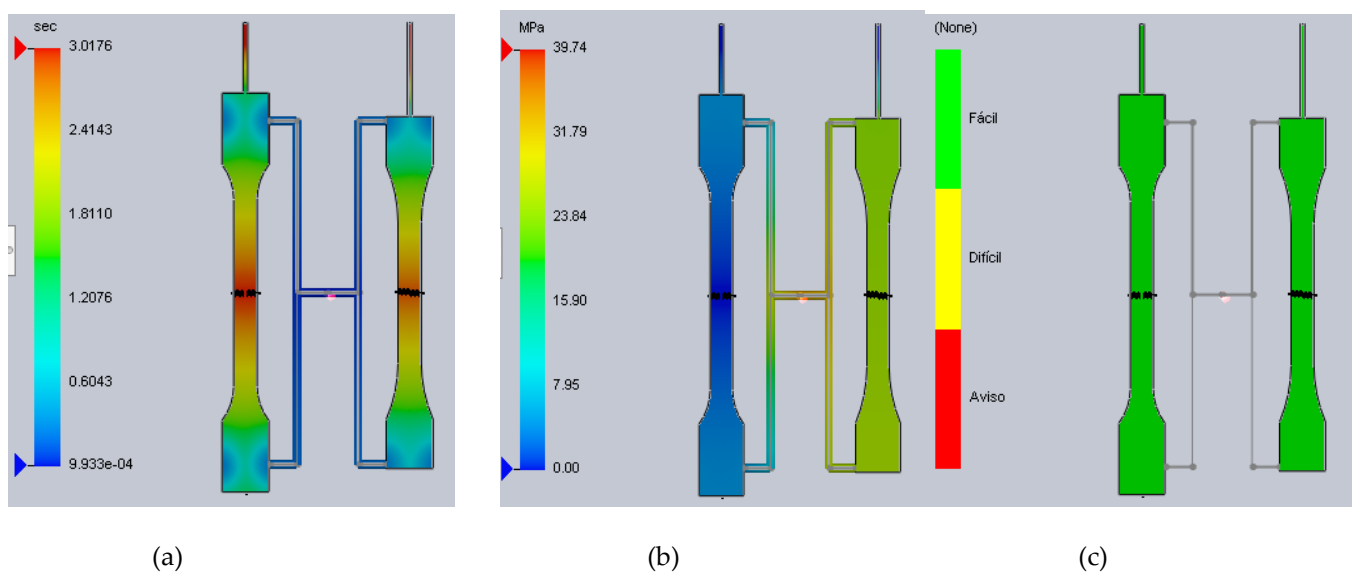 sec
3.0176
2.4143
1.8110
1.2076
0.6043
9.933e-04
MPa
39.74
31.79
23.84
15.90
7.95
0.00
(None)
Fácil
Difícil
Aviso
(a)
(b)
(c)